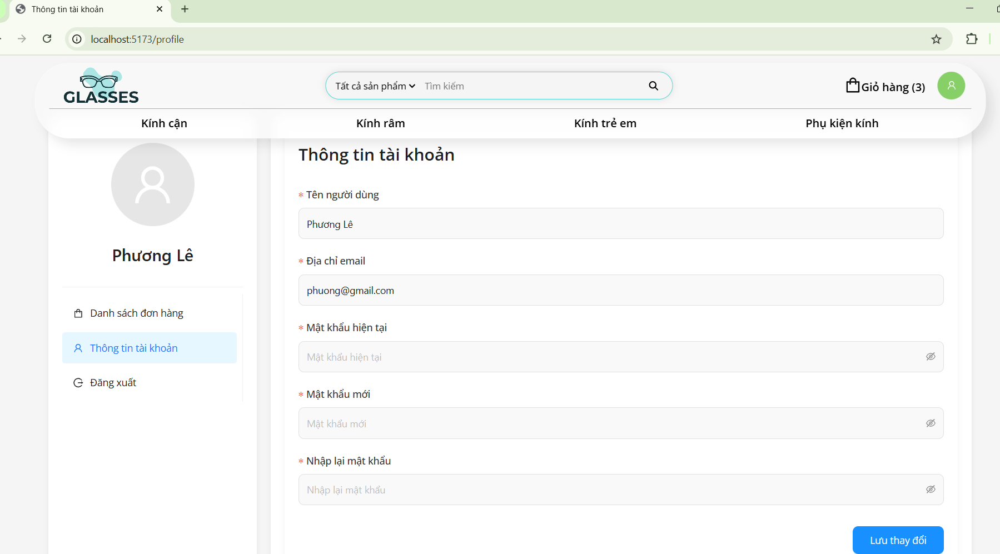 Thông tin tài khoản
localhost:5173/profile
GLASSES
Tất cả sản phẩm
Tìm kiếm
Giỏ hàng (3)
Kính cận
Kính râm
Kính trẻ em
Phụ kiện kính
Phương Lê
Danh sách đơn hàng
Thông tin tài khoản
Đăng xuất
Thông tin tài khoản
* Tên người dùng
Phương Lê
* Địa chỉ email
phuong@gmail.com
* Mật khẩu hiện tại
Mật khẩu hiện tại
* Mật khẩu mới
Mật khẩu mới
* Nhập lại mật khẩu
Nhập lại mật khẩu
Lưu thay đổi